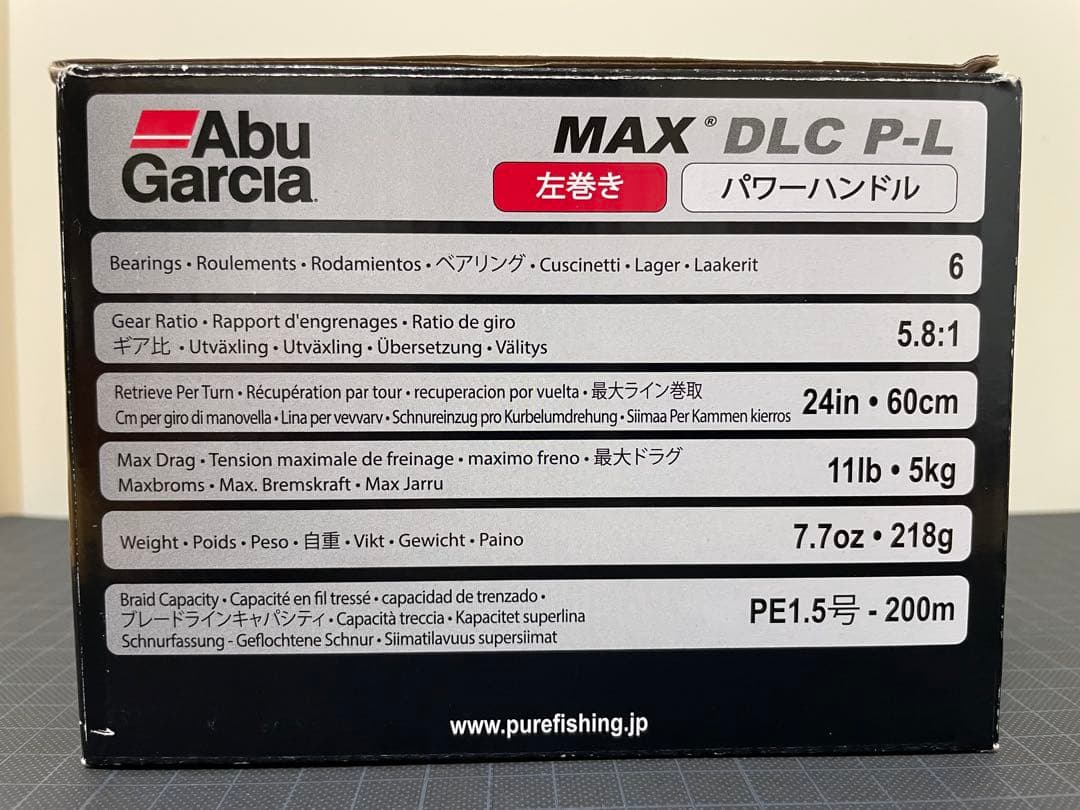 Abu
Garcia
MAX® DLC P-L
左巻き パワーハンドル
Bearings • Roulements • Rodamientos • ベアリング • Cuscinetti • Lager • Laakerit 6
Gear Ratio • Rapport d'engrenages • Ratio de giro
ギア比 • Utväxling • Utväxling • Übersetzung • Välitys
5.8:1
Retrieve Per Turn • Récupération par tour • recuperacion por vuelta • 最大ライン巻取
Cm per giro di manovella • Lina per vevvarv • Schnureinzug pro Kurbelumdrehung • Siimaa Per Kammen kierros
24in • 60cm
Max Drag • Tension maximale de freinage • maximo freno • 最大ドラグ
Maxbroms • Max. Bremskraft • Max Jarru
11lb • 5kg
Weight • Poids • Peso • 自重 • Vikt • Gewicht • Paino 7.7oz • 218g
Braid Capacity • Capacité en fil tressé • capacidad de trenzado •
ブレードラインキャパシティ • Capacità treccia • Kapacitet superlina
Schnurfassung - Geflochtene Schnur • Siimatilavuus supersiimat
PE1.5号 - 200m
www.purefishing.jp